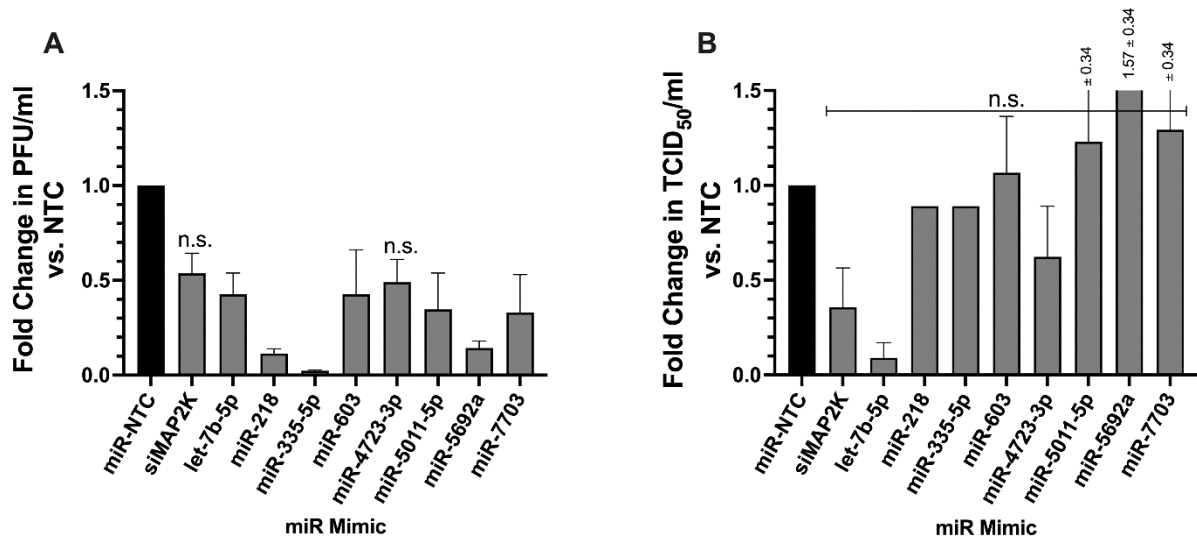 A
Fold Change in PFU/ml
vs. NTC
1.5
1.0
0.5
0.0
n.s.
n.s.
miR-NTC
siMAP2K
let-7b-5p
miR-218
miR-335-5p
miR-603
miR-4723-3p
miR-5011-5p
miR-5692a
miR-7703
miR Mimic
B
Fold Change in TCID50/ml
vs. NTC
1.5
1.0
0.5
0.0
± 0.34
1.57 ± 0.34
± 0.34
n.s.
miR-NTC
siMAP2K
let-7b-5p
miR-218
miR-335-5p
miR-603
miR-4723-3p
miR-5011-5p
miR-5692a
miR-7703
miR Mimic